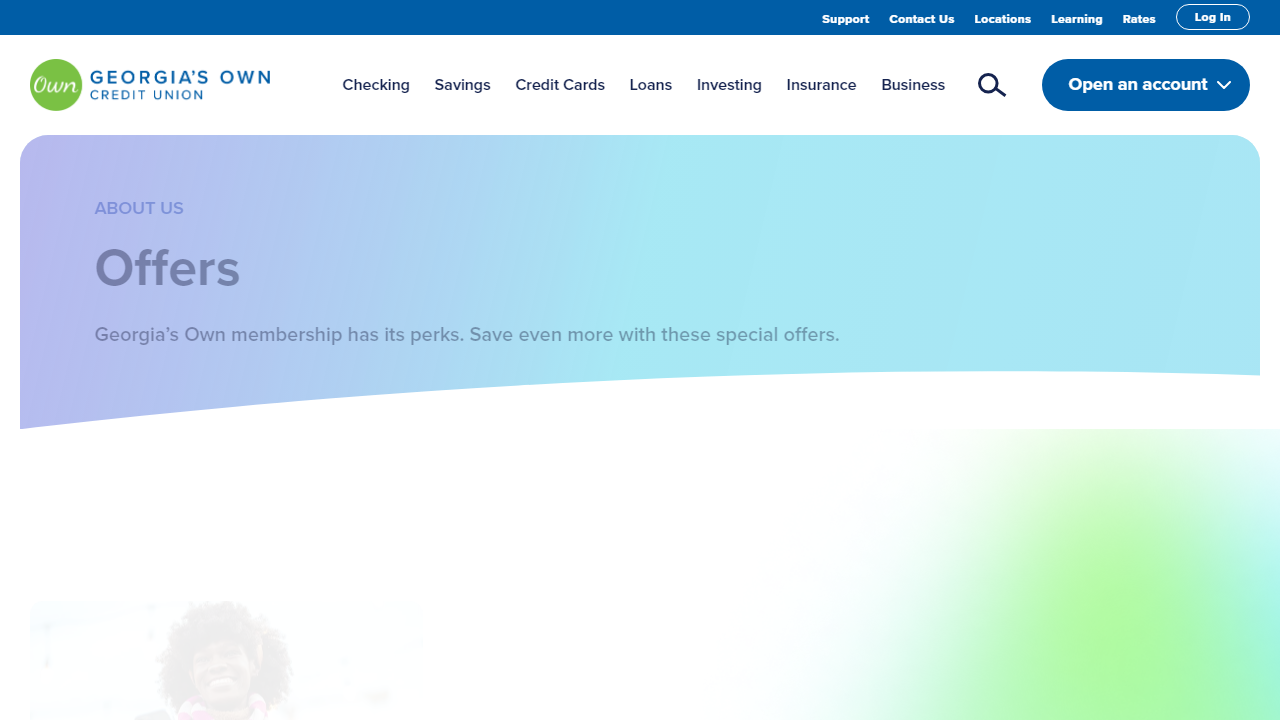 Support
Contact Us
Locations
Learning
Rates
Log In
Own
GEORGIA'S OWN
CREDIT UNION
Checking
Savings
Credit Cards
Loans
Investing
Insurance
Business
Open an account
ABOUT US
Offers
Georgia’s Own membership has its perks. Save even more with these special offers.